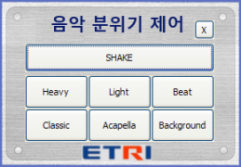 음악 분위기 제어
X
SHAKE
Heavy Light Beat
Classic Acapella Background
ETRI